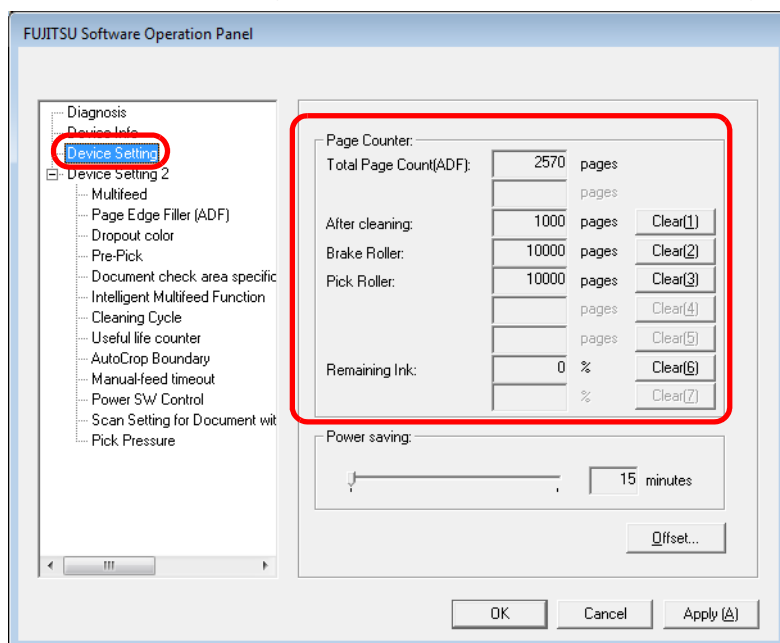 FUJITSU Software Operation Panel
Diagnosis
Device Info
Device Setting
Device Setting 2
Multifeed
Page Edge Filler (ADF)
Dropout color
Pre-Pick
Document check area specific
Intelligent Multifeed Function
Cleaning Cycle
Useful life counter
AutoCrop Boundary
Manual-feed timeout
Power SW Control
Scan Setting for Document wit
Pick Pressure
Page Counter:
Total Page Count(ADF): 2570 pages
pages
After cleaning: 1000 pages Clear(1)
Brake Roller: 10000 pages Clear(2)
Pick Roller: 10000 pages Clear(3)
pages Clear(4)
pages Clear(5)
Remaining Ink: 0 % Clear(6)
% Clear(7)
Power saving:
15 minutes
Offset...
OK Cancel Apply (A)